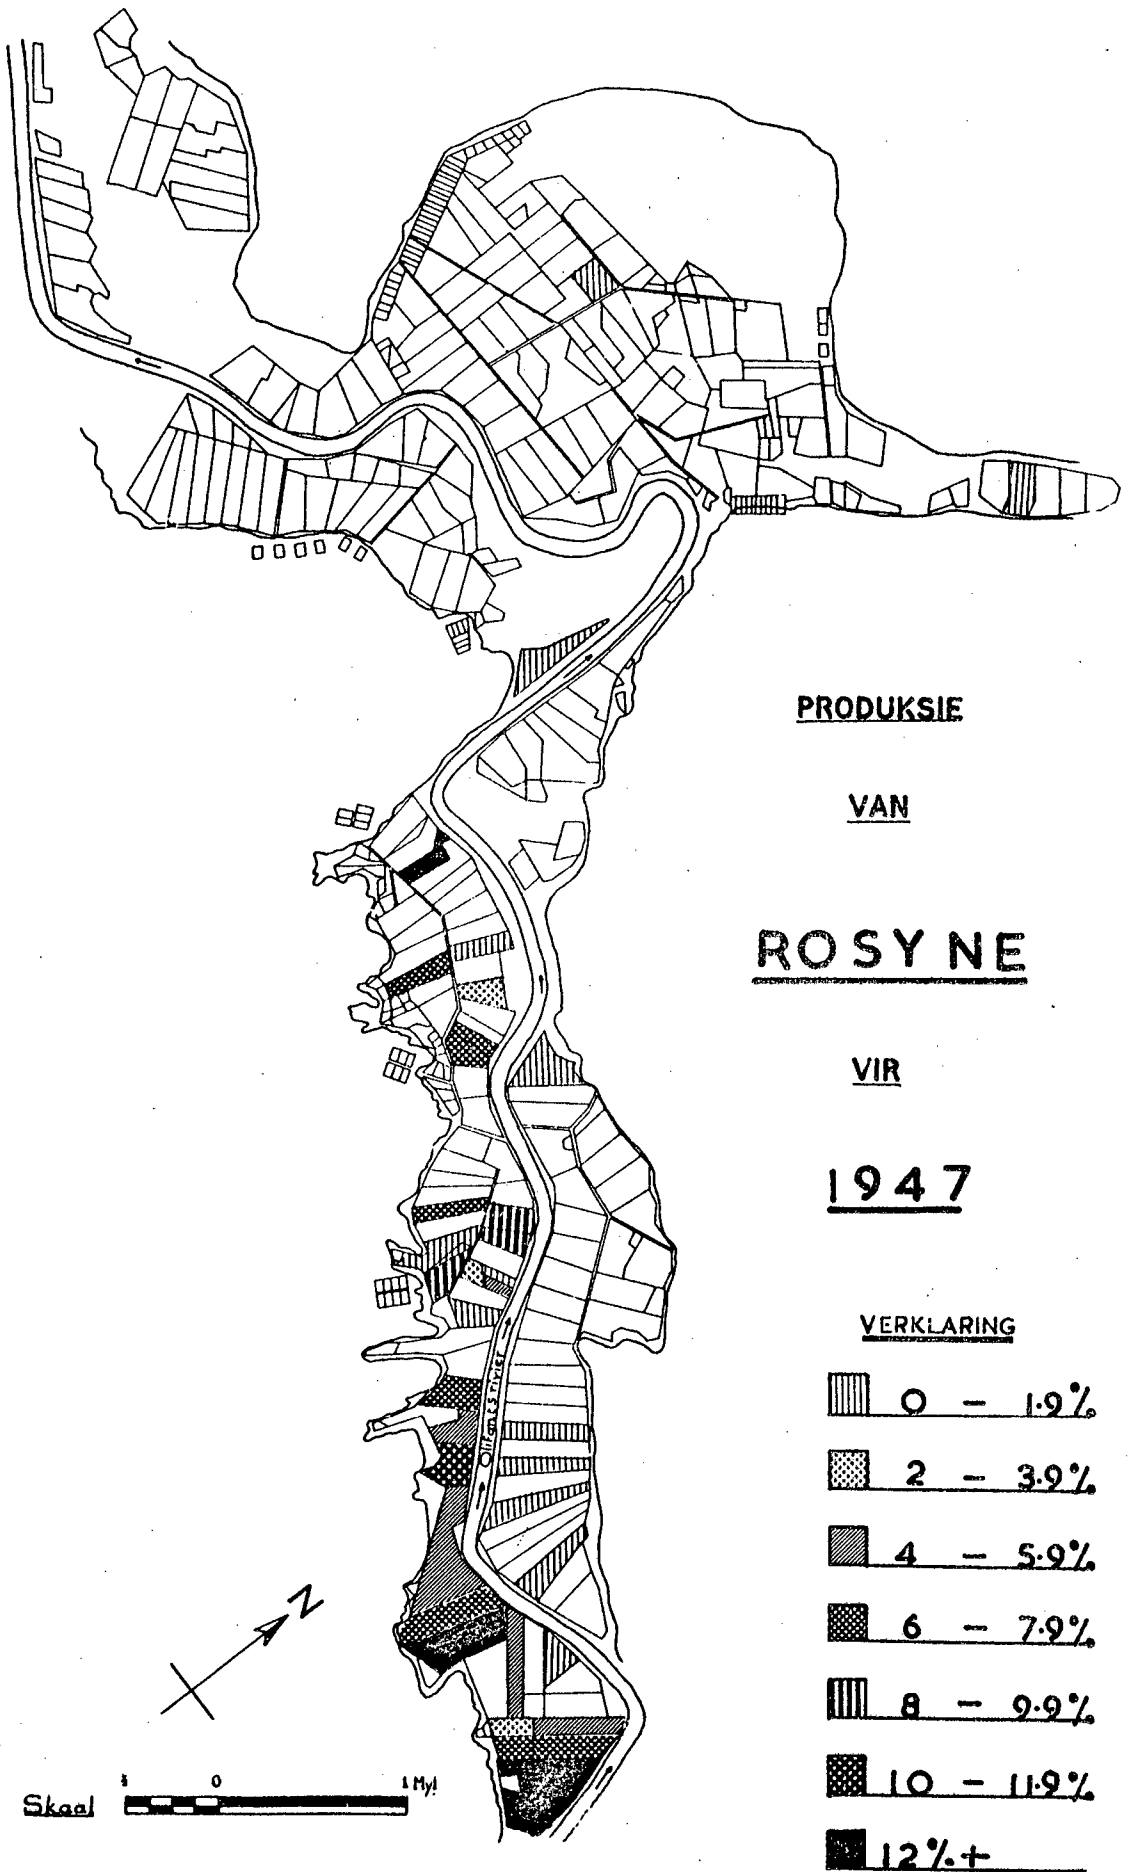 PRODUKSIE
VAN
ROSYNE
VIR
1947
VERKLARING
0 - 1.9%
2 - 3.9%
4 - 5.9%
6 - 7.9%
8 - 9.9%
10 - 11.9%
12%+
Olifantsrivier
N
0 1 Myl
Skaal